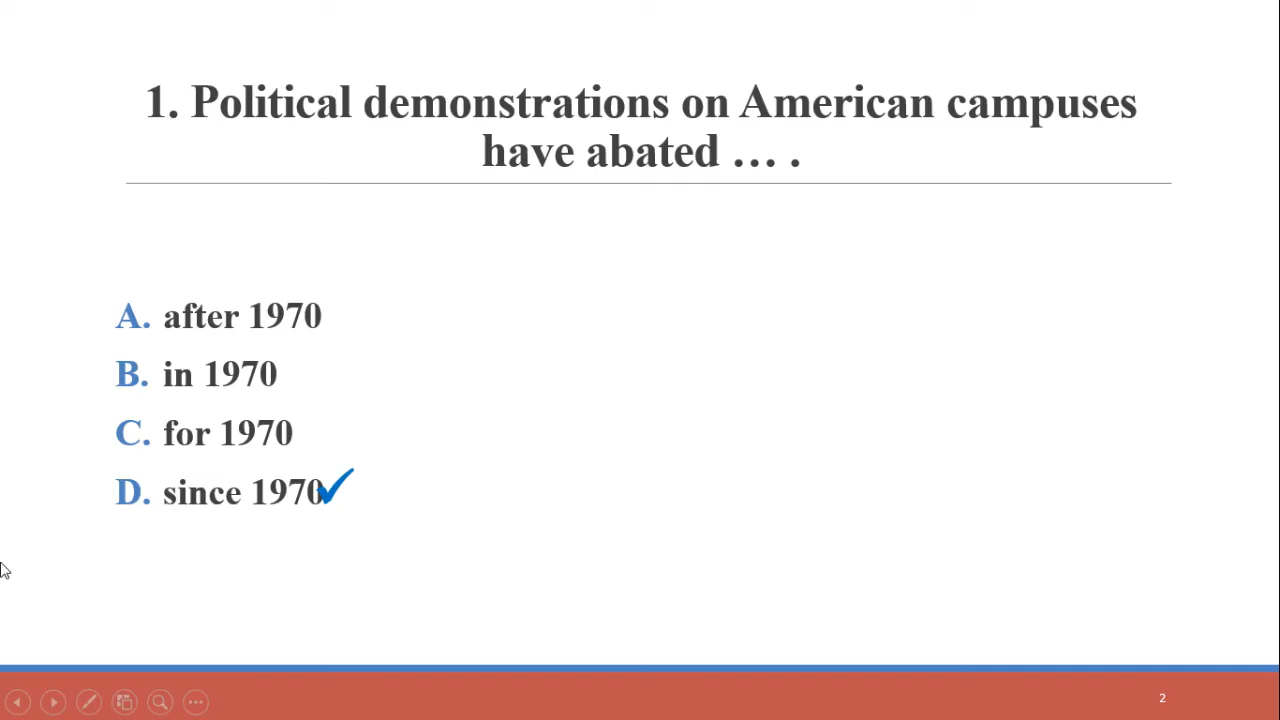 1. Political demonstrations on American campuses
have abated … .
A. after 1970
B. in 1970
C. for 1970
D. since 1970
2